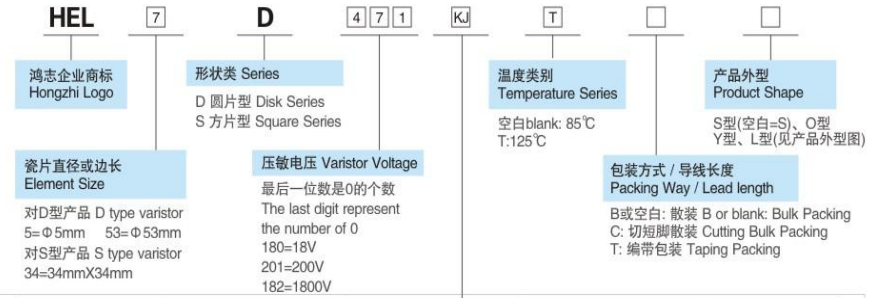 HEL 7 D 4 7 1 KJ T
鸿志企业商标
Hongzhi Logo
形状类 Series
D 圆片型 Disk Series
S 方片型 Square Series
温度类别
Temperature Series
空白blank: 85℃
T:125℃
产品外型
Product Shape
S型(空白=S)、O型
Y型、L型(见产品外型图)
瓷片直径或边长
Element Size
对D型产品 D type varistor
5=Φ5mm 53=Φ53mm
对S型产品 S type varistor
34=34mmX34mm
压敏电压 Varistor Voltage
最后一位数是0的个数
The last digit represent
the number of 0
180=18V
201=200V
182=1800V
包装方式 / 导线长度
Packing Way / Lead length
B或空白: 散装 B or blank: Bulk Packing
C: 切短脚散装 Cutting Bulk Packing
T: 编带包装 Taping Packing